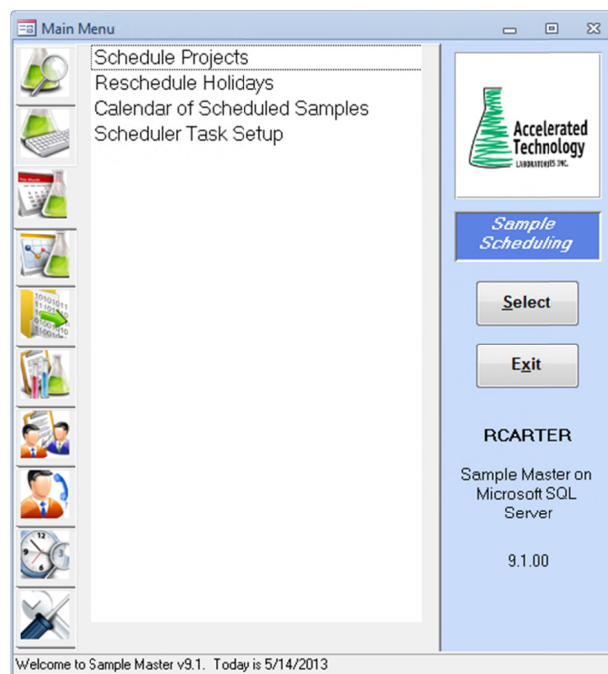 Main Menu
Schedule Projects
Reschedule Holidays
Calendar of Scheduled Samples
Scheduler Task Setup
Accelerated
Technology
LABORATORIES INC.
Sample
Scheduling
Select
Exit
RCARTER
Sample Master on
Microsoft SQL
Server
9.1.00
Welcome to Sample Master v9.1. Today is 5/14/2013